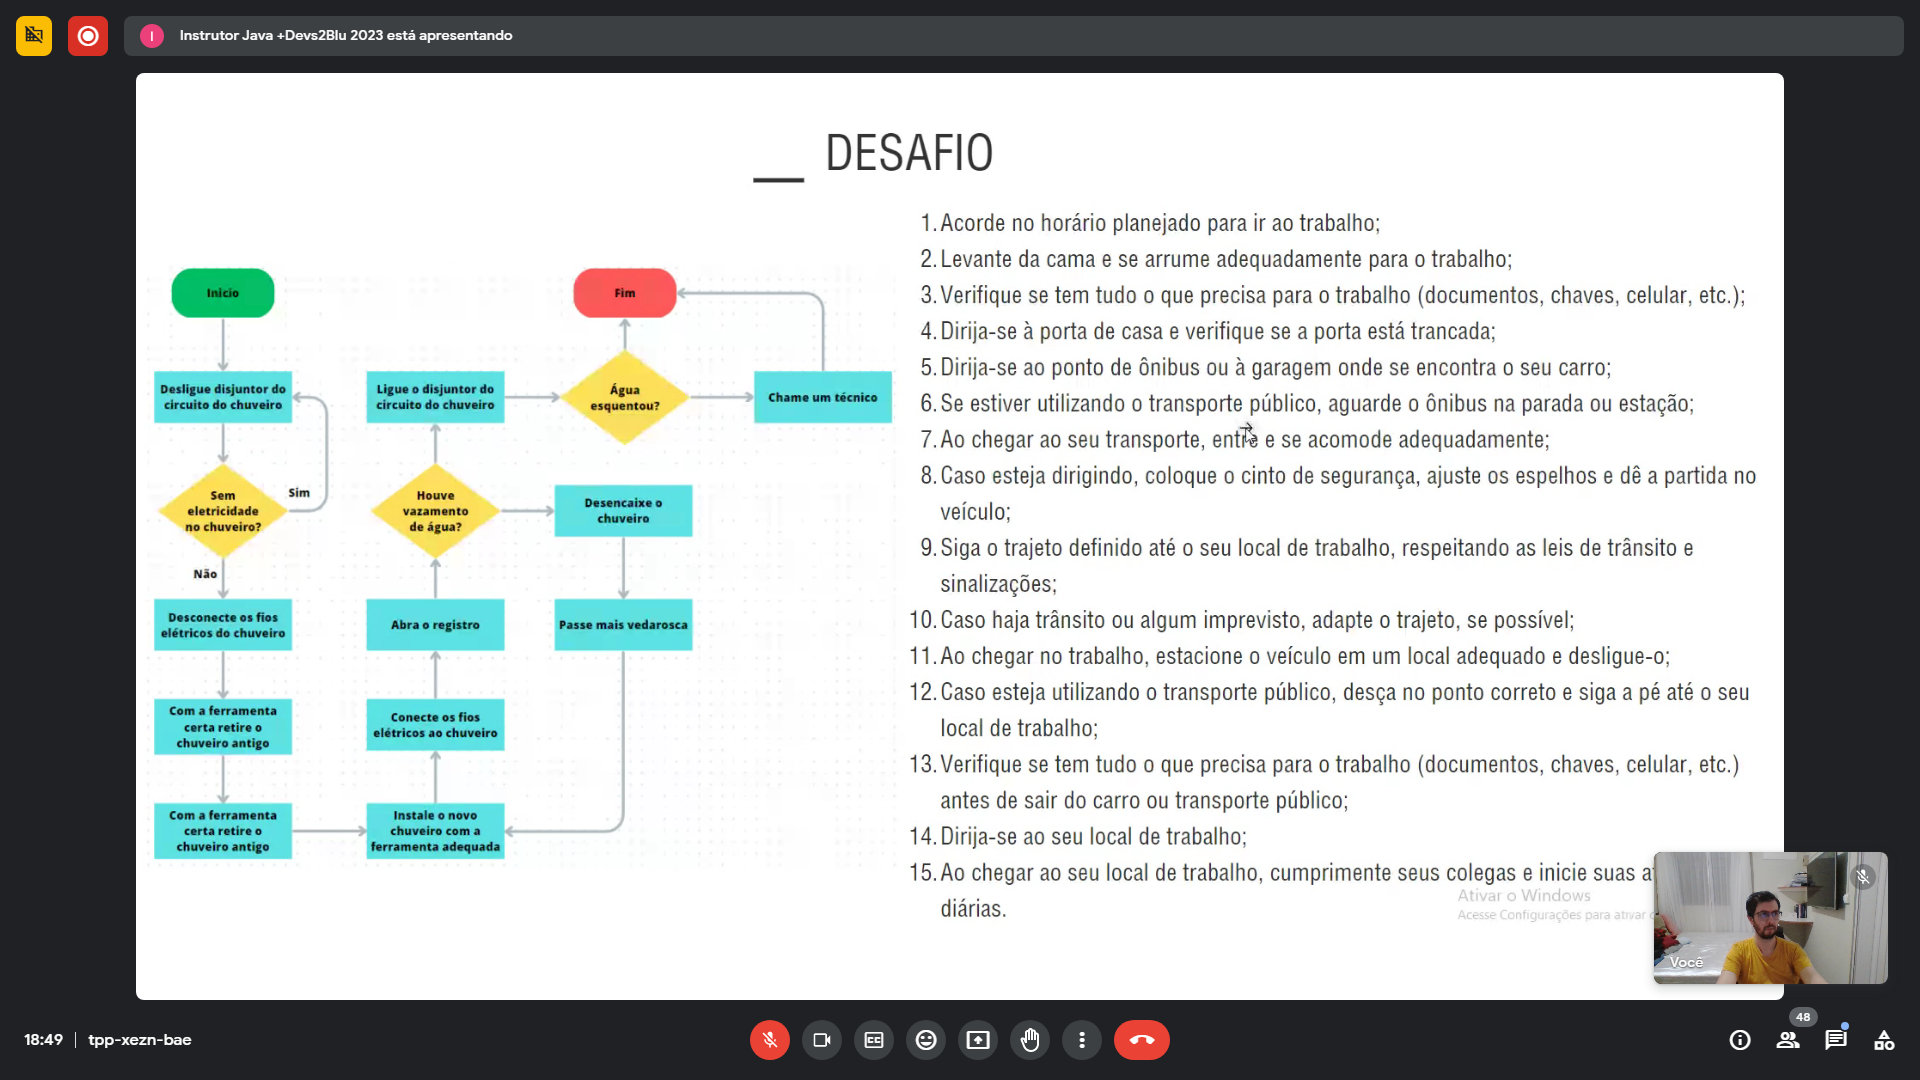 Instrutor Java +Devs2Blu 2023 está apresentando
I
DESAFIO
Inicio
Desligue disjuntor do
circuito do chuveiro
Sem
eletricidade
no chuveiro?
Sim
Não
Desconecte os fios
elétricos do chuveiro
Com a ferramenta
certa retire o
chuveiro antigo
Com a ferramenta
certa retire o
chuveiro antigo
Instale o novo
chuveiro com a
ferramenta adequada
Conecte os fios
elétricos ao chuveiro
Abra o registro
Houve
vazamento
de água?
Desencaixe o
chuveiro
Passe mais vedarosca
Ligue o disjuntor do
circuito do chuveiro
Água
esquentou?
Chame um técnico
Fim
1. Acorde no horário planejado para ir ao trabalho;
2. Levante da cama e se arrume adequadamente para o trabalho;
3. Verifique se tem tudo o que precisa para o trabalho (documentos, chaves, celular, etc.);
4. Dirija-se à porta de casa e verifique se a porta está trancada;
5. Dirija-se ao ponto de ônibus ou à garagem onde se encontra o seu carro;
6. Se estiver utilizando o transporte público, aguarde o ônibus na parada ou estação;
7. Ao chegar ao seu transporte, entre e se acomode adequadamente;
8. Caso esteja dirigindo, coloque o cinto de segurança, ajuste os espelhos e dê a partida no
veículo;
9. Siga o trajeto definido até o seu local de trabalho, respeitando as leis de trânsito e
sinalizações;
10. Caso haja trânsito ou algum imprevisto, adapte o trajeto, se possível;
11. Ao chegar no trabalho, estacione o veículo em um local adequado e desligue-o;
12. Caso esteja utilizando o transporte público, desça no ponto correto e siga a pé até o seu
local de trabalho;
13. Verifique se tem tudo o que precisa para o trabalho (documentos, chaves, celular, etc.)
antes de sair do carro ou transporte público;
14. Dirija-se ao seu local de trabalho;
15. Ao chegar ao seu local de trabalho, cumprimente seus colegas e inicie suas
diárias.
Ativar o Windows
Acesse Configurações para ativar
Você
18:49
tpp-xezn-bae
CC
48